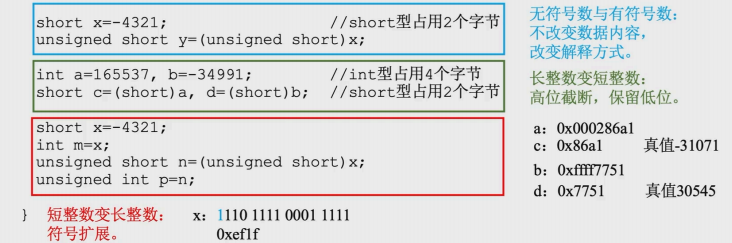 short x=-4321; //short型占用2个字节
unsigned short y=(unsigned short)x;
无符号数与有符号数：
不改变数据内容，
改变解释方式。
int a=165537, b=-34991; //int型占用4个字节
short c=(short)a, d=(short)b; //short型占用2个字节
长整数变短整数：
高位截断，保留低位。
short x=-4321;
int m=x;
unsigned short n=(unsigned short)x;
unsigned int p=n;
a: 0x000286a1
c: 0x86a1 真值-31071
b: 0xffff7751
d: 0x7751 真值30545
} 短整数变长整数： x: 1110 1111 0001 1111
符号扩展。 0xef1f